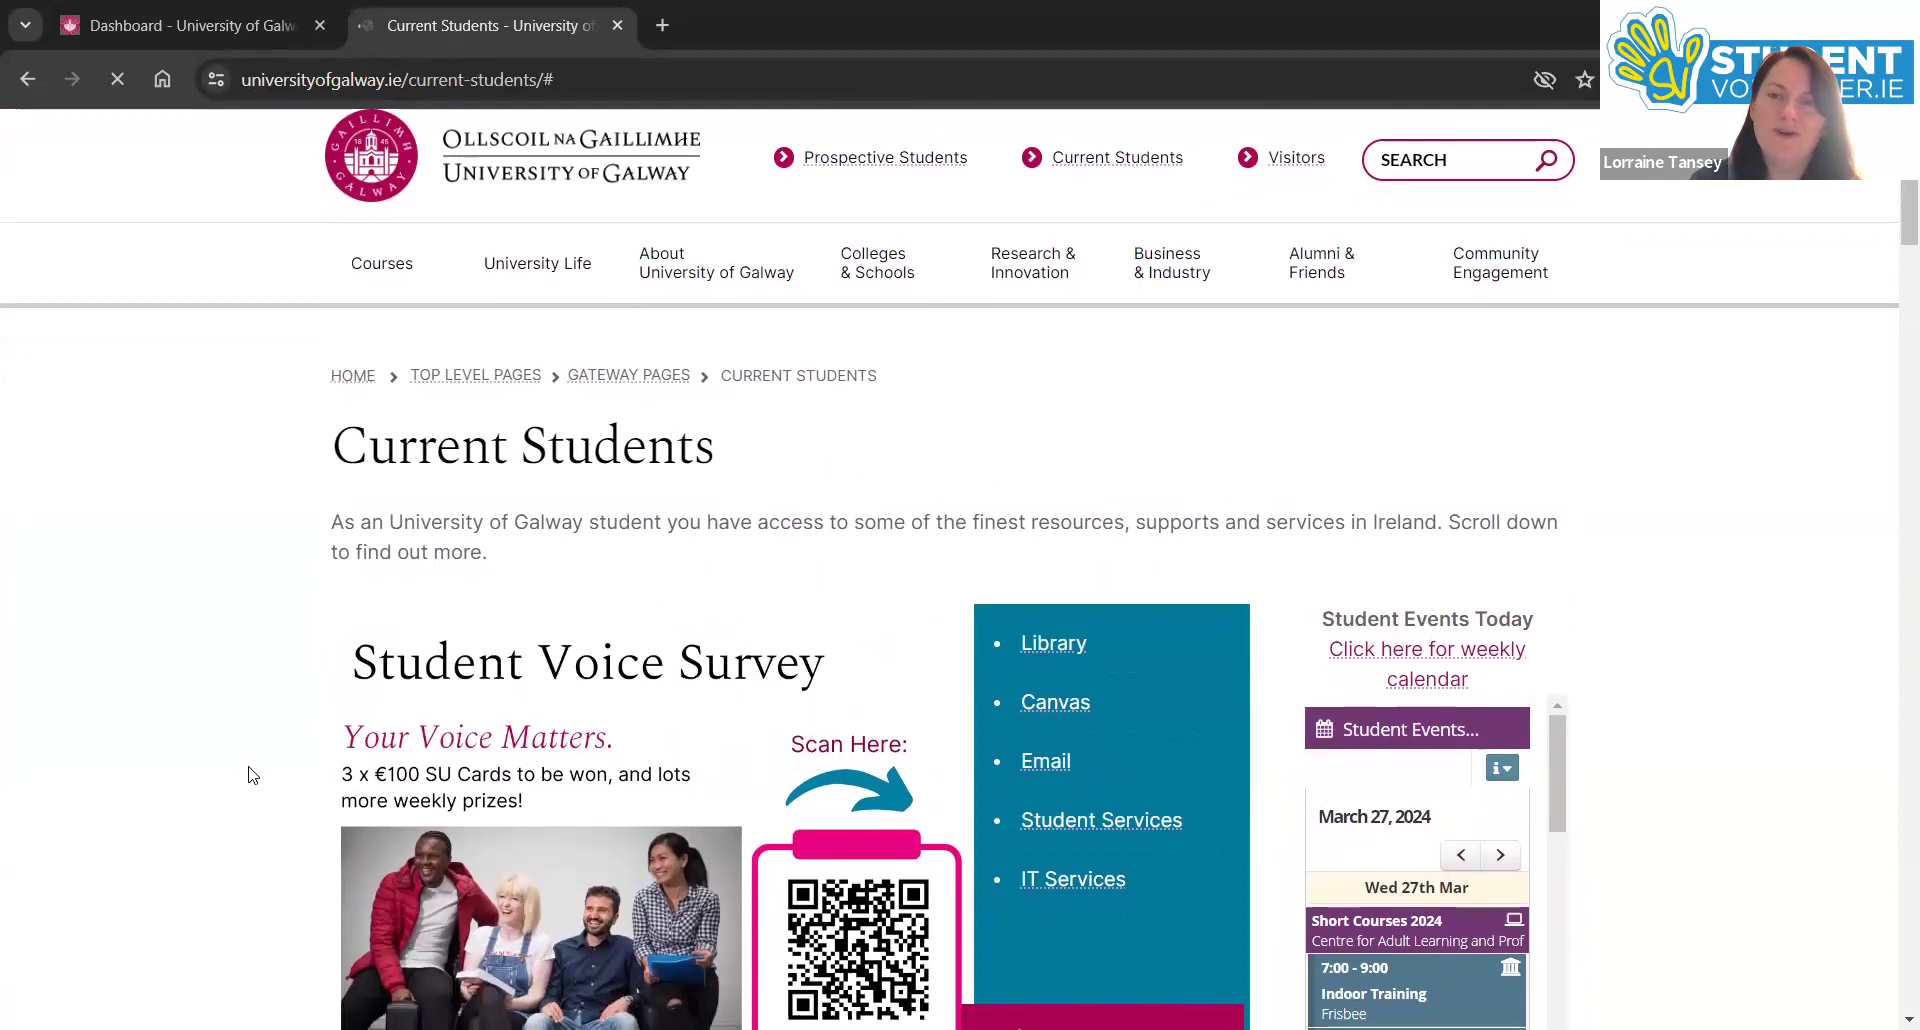 Dashboard - University of Galw
Current Students - University of
universityofgalway.ie/current-students/#
STUDENT
VO ER.IE
Lorraine Tansey
GAILLIMH
1845
GALWAY
OLLSCOIL NA GAILLIMHE
UNIVERSITY OF GALWAY
Prospective Students
Current Students
Visitors
SEARCH
Courses
University Life
About
University of Galway
Colleges
& Schools
Research &
Innovation
Business
& Industry
Alumni &
Friends
Community
Engagement
HOME > TOP LEVEL PAGES > GATEWAY PAGES > CURRENT STUDENTS
Current Students
As an University of Galway student you have access to some of the finest resources, supports and services in Ireland. Scroll down
to find out more.
Student Voice Survey
Your Voice Matters.
3 x €100 SU Cards to be won, and lots
more weekly prizes!
Scan Here:
• Library
• Canvas
• Email
• Student Services
• IT Services
Student Events Today
Click here for weekly
calendar
Student Events...
March 27, 2024
Wed 27th Mar
Short Courses 2024
Centre for Adult Learning and Prof
7:00 - 9:00
Indoor Training
Frisbee